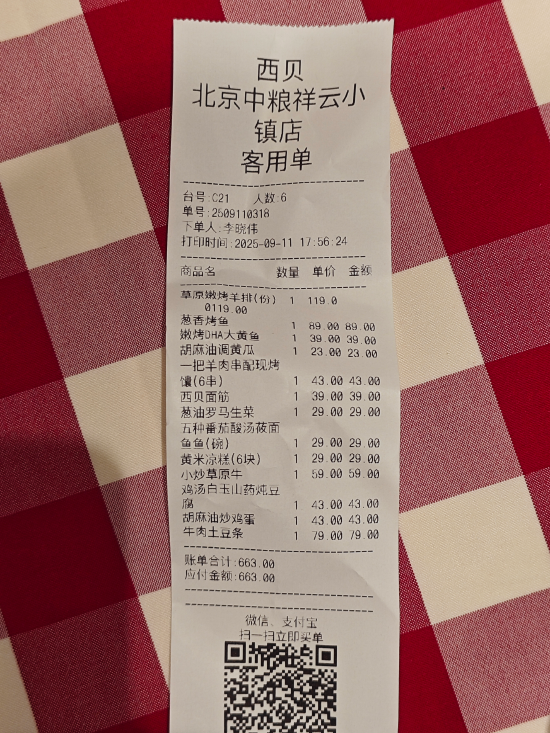 西贝
北京中粮祥云小
镇店
客用单
台号:C21 人数:6
单号:2509110318
下单人:李晓伟
打印时间:2025-09-11 17:56:24
商品名 数量 单价 金额
草原嫩烤羊排(份) 1 119.0
0119.00
葱香烤鱼 1 89.00 89.00
嫩烤DHA大黄鱼 1 39.00 39.00
胡麻油调黄瓜 1 23.00 23.00
一把羊肉串配现烤
馕(6串) 1 43.00 43.00
西贝面筋 1 39.00 39.00
葱油罗马生菜 1 29.00 29.00
五种番茄酸汤莜面
鱼鱼(碗) 1 29.00 29.00
黄米凉糕(6块) 1 29.00 29.00
小炒草原牛 1 59.00 59.00
鸡汤白玉山药炖豆
腐 1 43.00 43.00
胡麻油炒鸡蛋 1 43.00 43.00
牛肉土豆条 1 79.00 79.00
账单合计:663.00
应付金额:663.00
微信、支付宝
扫一扫立即买单